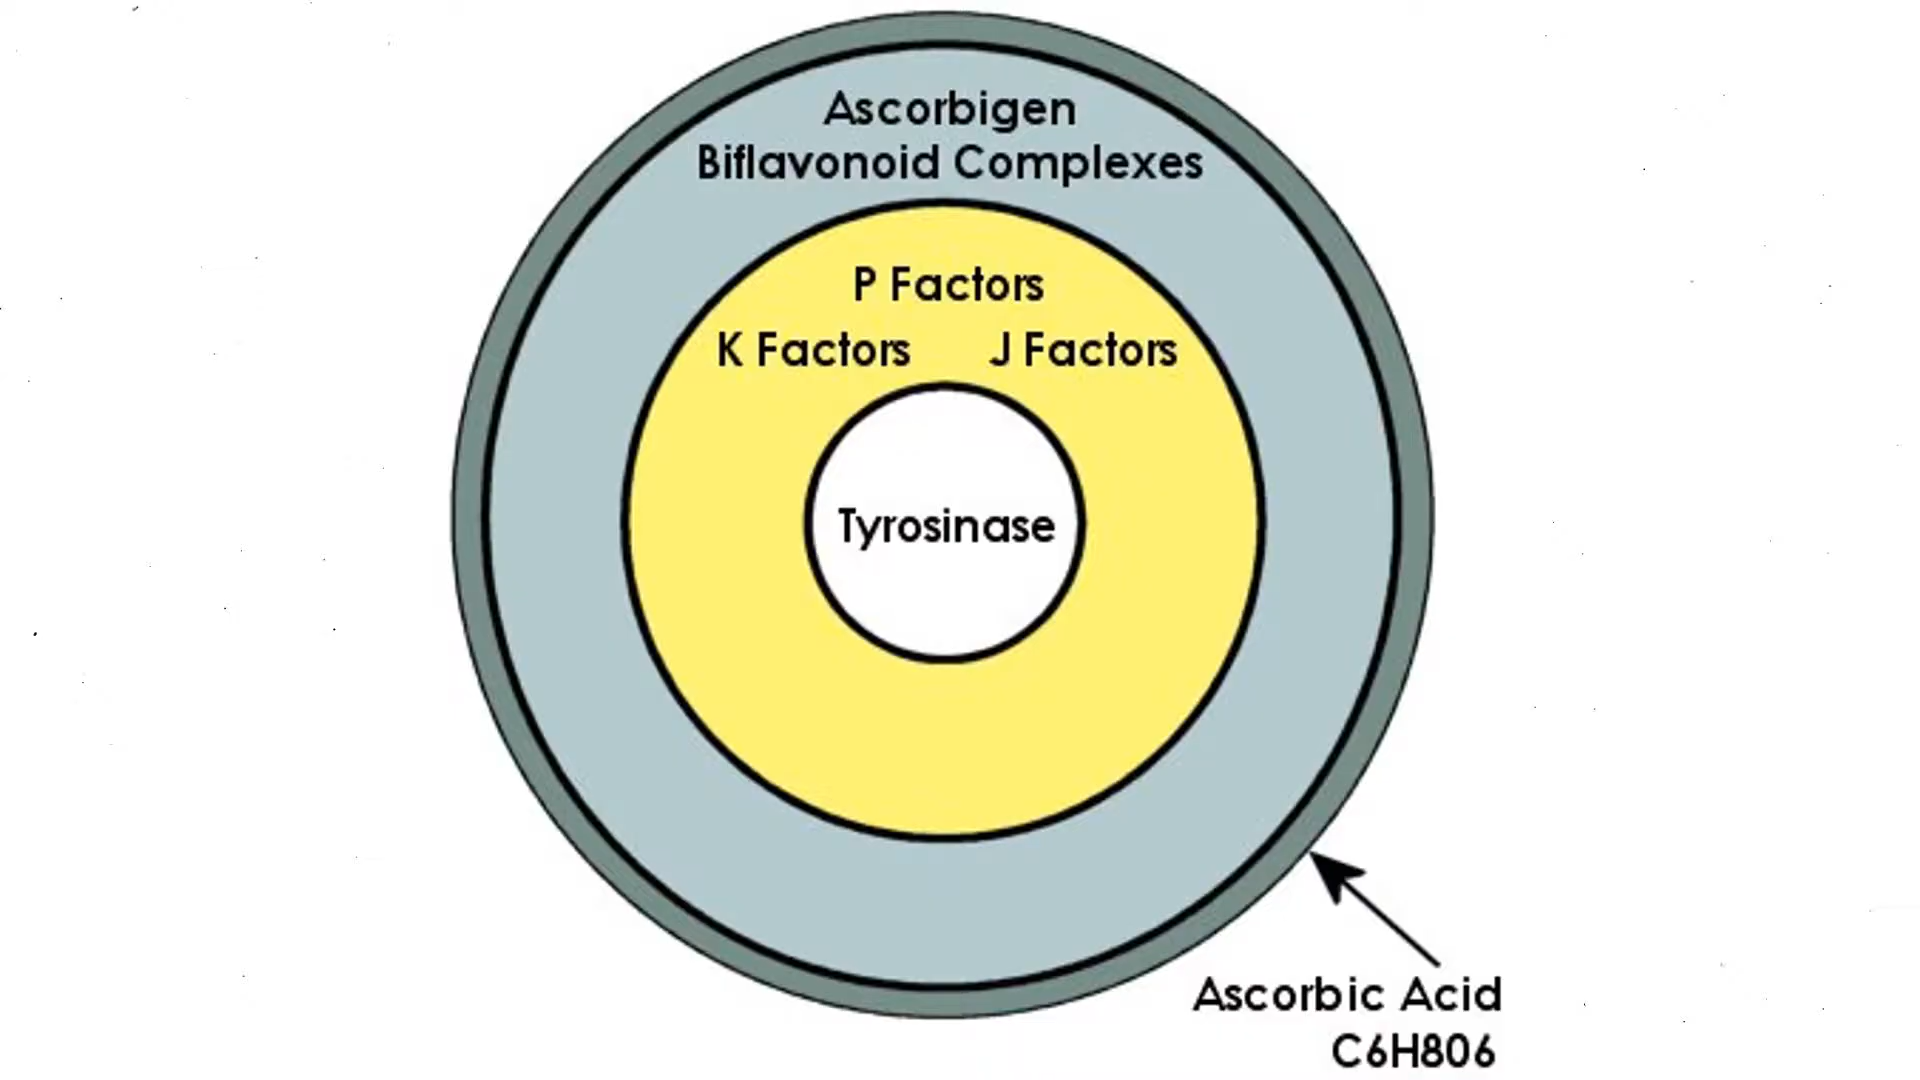 Ascorbigen
Biflavonoid Complexes
P Factors
K Factors J Factors
Tyrosinase
Ascorbic Acid
C6H806